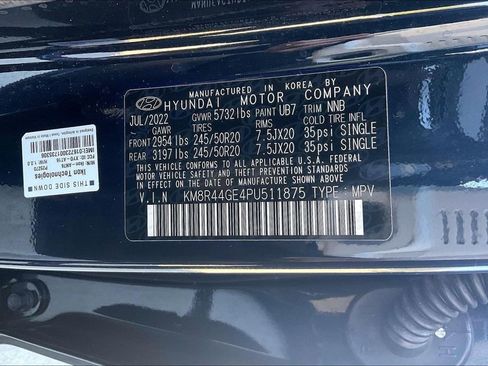 MANUFACTURED IN KOREA BY
HYUNDAI MOTOR COMPANY
JUL/2022 GVWR 5732lbs PAINT UB7 TRIM NNB
GAWR TIRE RIMS COLD TIRE INFL
FRONT 2954lbs 245/50R20 7.5JX20 35psi SINGLE
REAR 3197lbs 245/50R20 7.5JX20 35psi SINGLE
THIS VEHICLE CONFORMS TO ALL APPLICABLE U.S.A.
FEDERAL MOTOR VEHICLE SAFETY, BUMPER, AND THEFT
PREVENTION STANDARDS IN EFFECT ON THE DATE OF
MANUFACTURE SHOWN ABOVE.
V.I.N KM8R44GE4PU511875 TYPE : MPV
THIS SIDE DOWN
Ikon Technologies